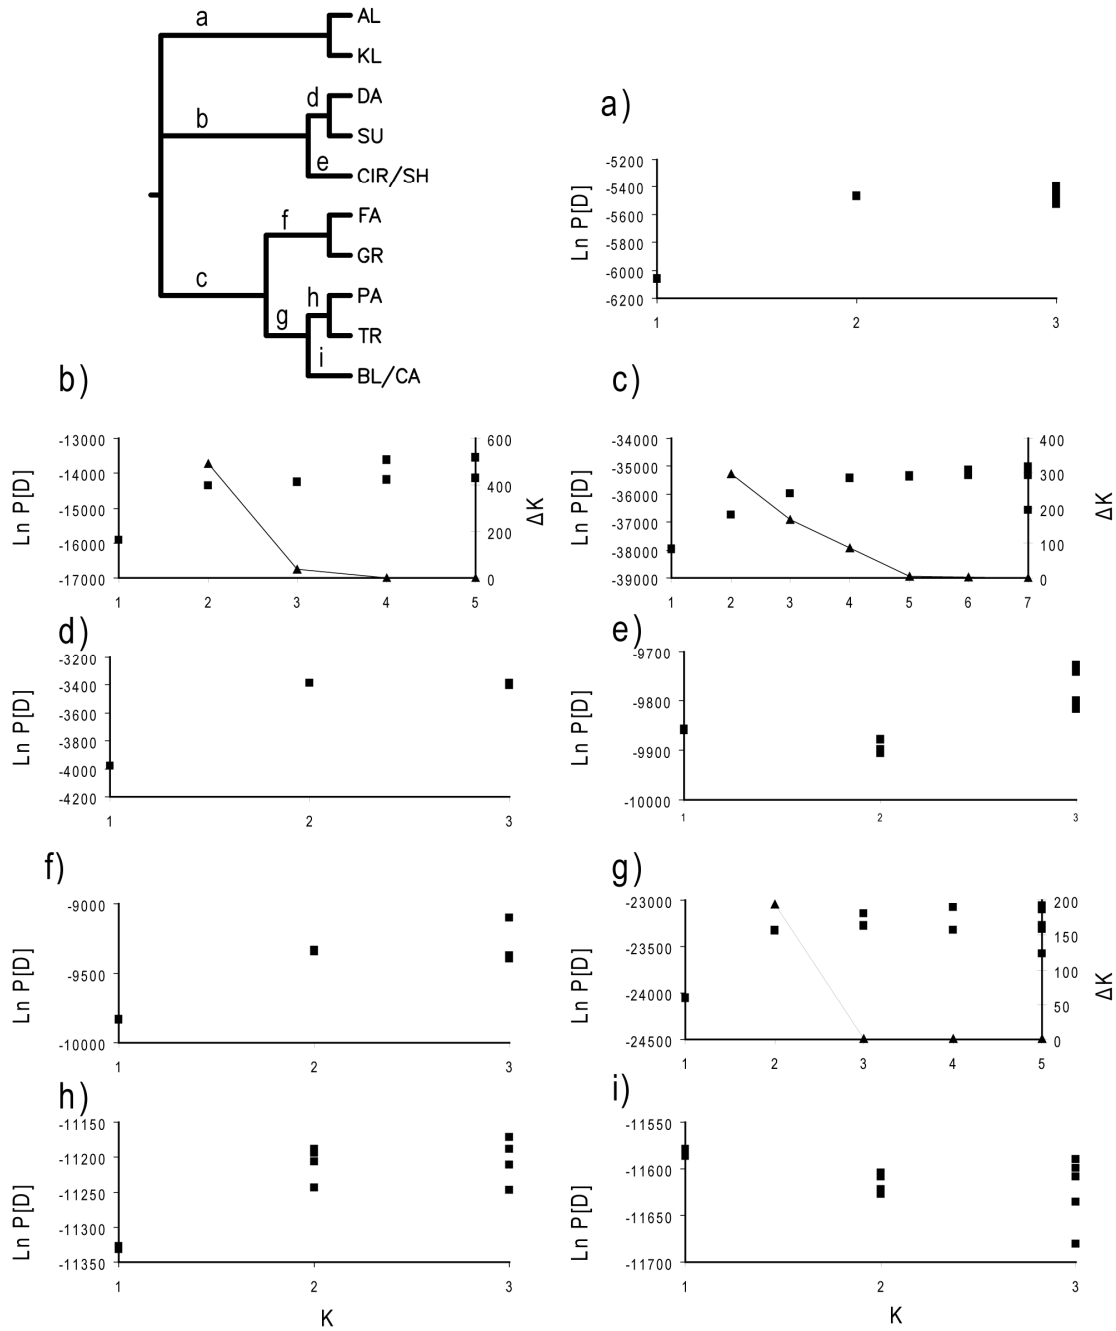 a
AL
KL
b
d
DA
SU
e
CIR/SH
c
f
FA
GR
g
h
PA
TR
i
BL/CA
a)
Ln P[D]
-5200
-5400
-5600
-5800
-6000
-6200
1 2 3
b)
Ln P[D]
-13000
-14000
-15000
-16000
-17000
600
400
200
0
ΔK
1 2 3 4 5
c)
Ln P[D]
-34000
-35000
-36000
-37000
-38000
-39000
400
300
200
100
0
ΔK
1 2 3 4 5 6 7
d)
Ln P[D]
-3200
-3400
-3600
-3800
-4000
-4200
1 2 3
e)
Ln P[D]
-9700
-9800
-9900
-10000
1 2 3
f)
Ln P[D]
-9000
-9500
-10000
1 2 3
g)
Ln P[D]
-23000
-23500
-24000
-24500
200
150
100
50
0
ΔK
1 2 3 4 5
h)
Ln P[D]
-11150
-11200
-11250
-11300
-11350
1 2 3
K
i)
Ln P[D]
-11550
-11600
-11650
-11700
1 2 3
K